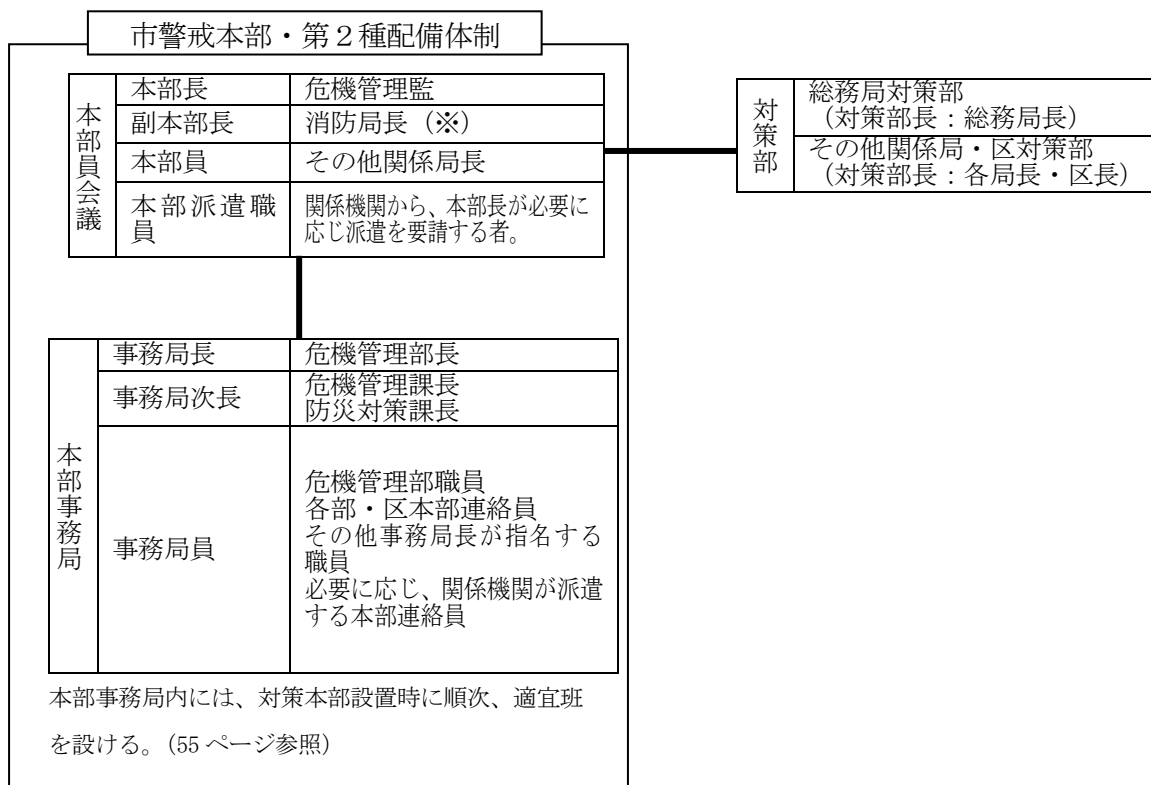 市警戒本部・第２種配備体制
本部員会議
本部長
危機管理監
副本部長
消防局長（※）
本部員
その他関係局長
本部派遣職
員
関係機関から、本部長が必要に
応じ派遣を要請する者。
対策部
総務局対策部
（対策部長：総務局長）
その他関係局・区対策部
（対策部長：各局長・区長）
本部事務局
事務局長
危機管理部長
事務局次長
危機管理課長
防災対策課長
事務局員
危機管理部職員
各部・区本部連絡員
その他事務局長が指名する
職員
必要に応じ、関係機関が派遣
する本部連絡員
本部事務局内には、対策本部設置時に順次、適宜班
を設ける。（55 ページ参照）